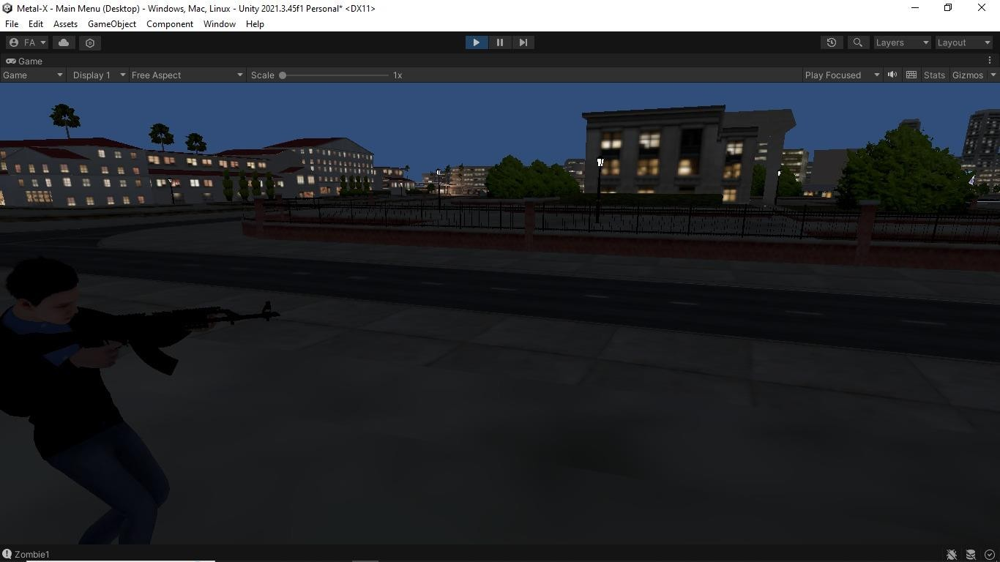 Metal-X - Main Menu (Desktop) - Windows, Mac, Linux - Unity 2021.3.45f1 Personal* <DX11>
File Edit Assets GameObject Component Window Help
FA Layers Layout
Game
Game Display 1 Free Aspect Scale 1x Play Focused Stats Gizmos
Zombie1